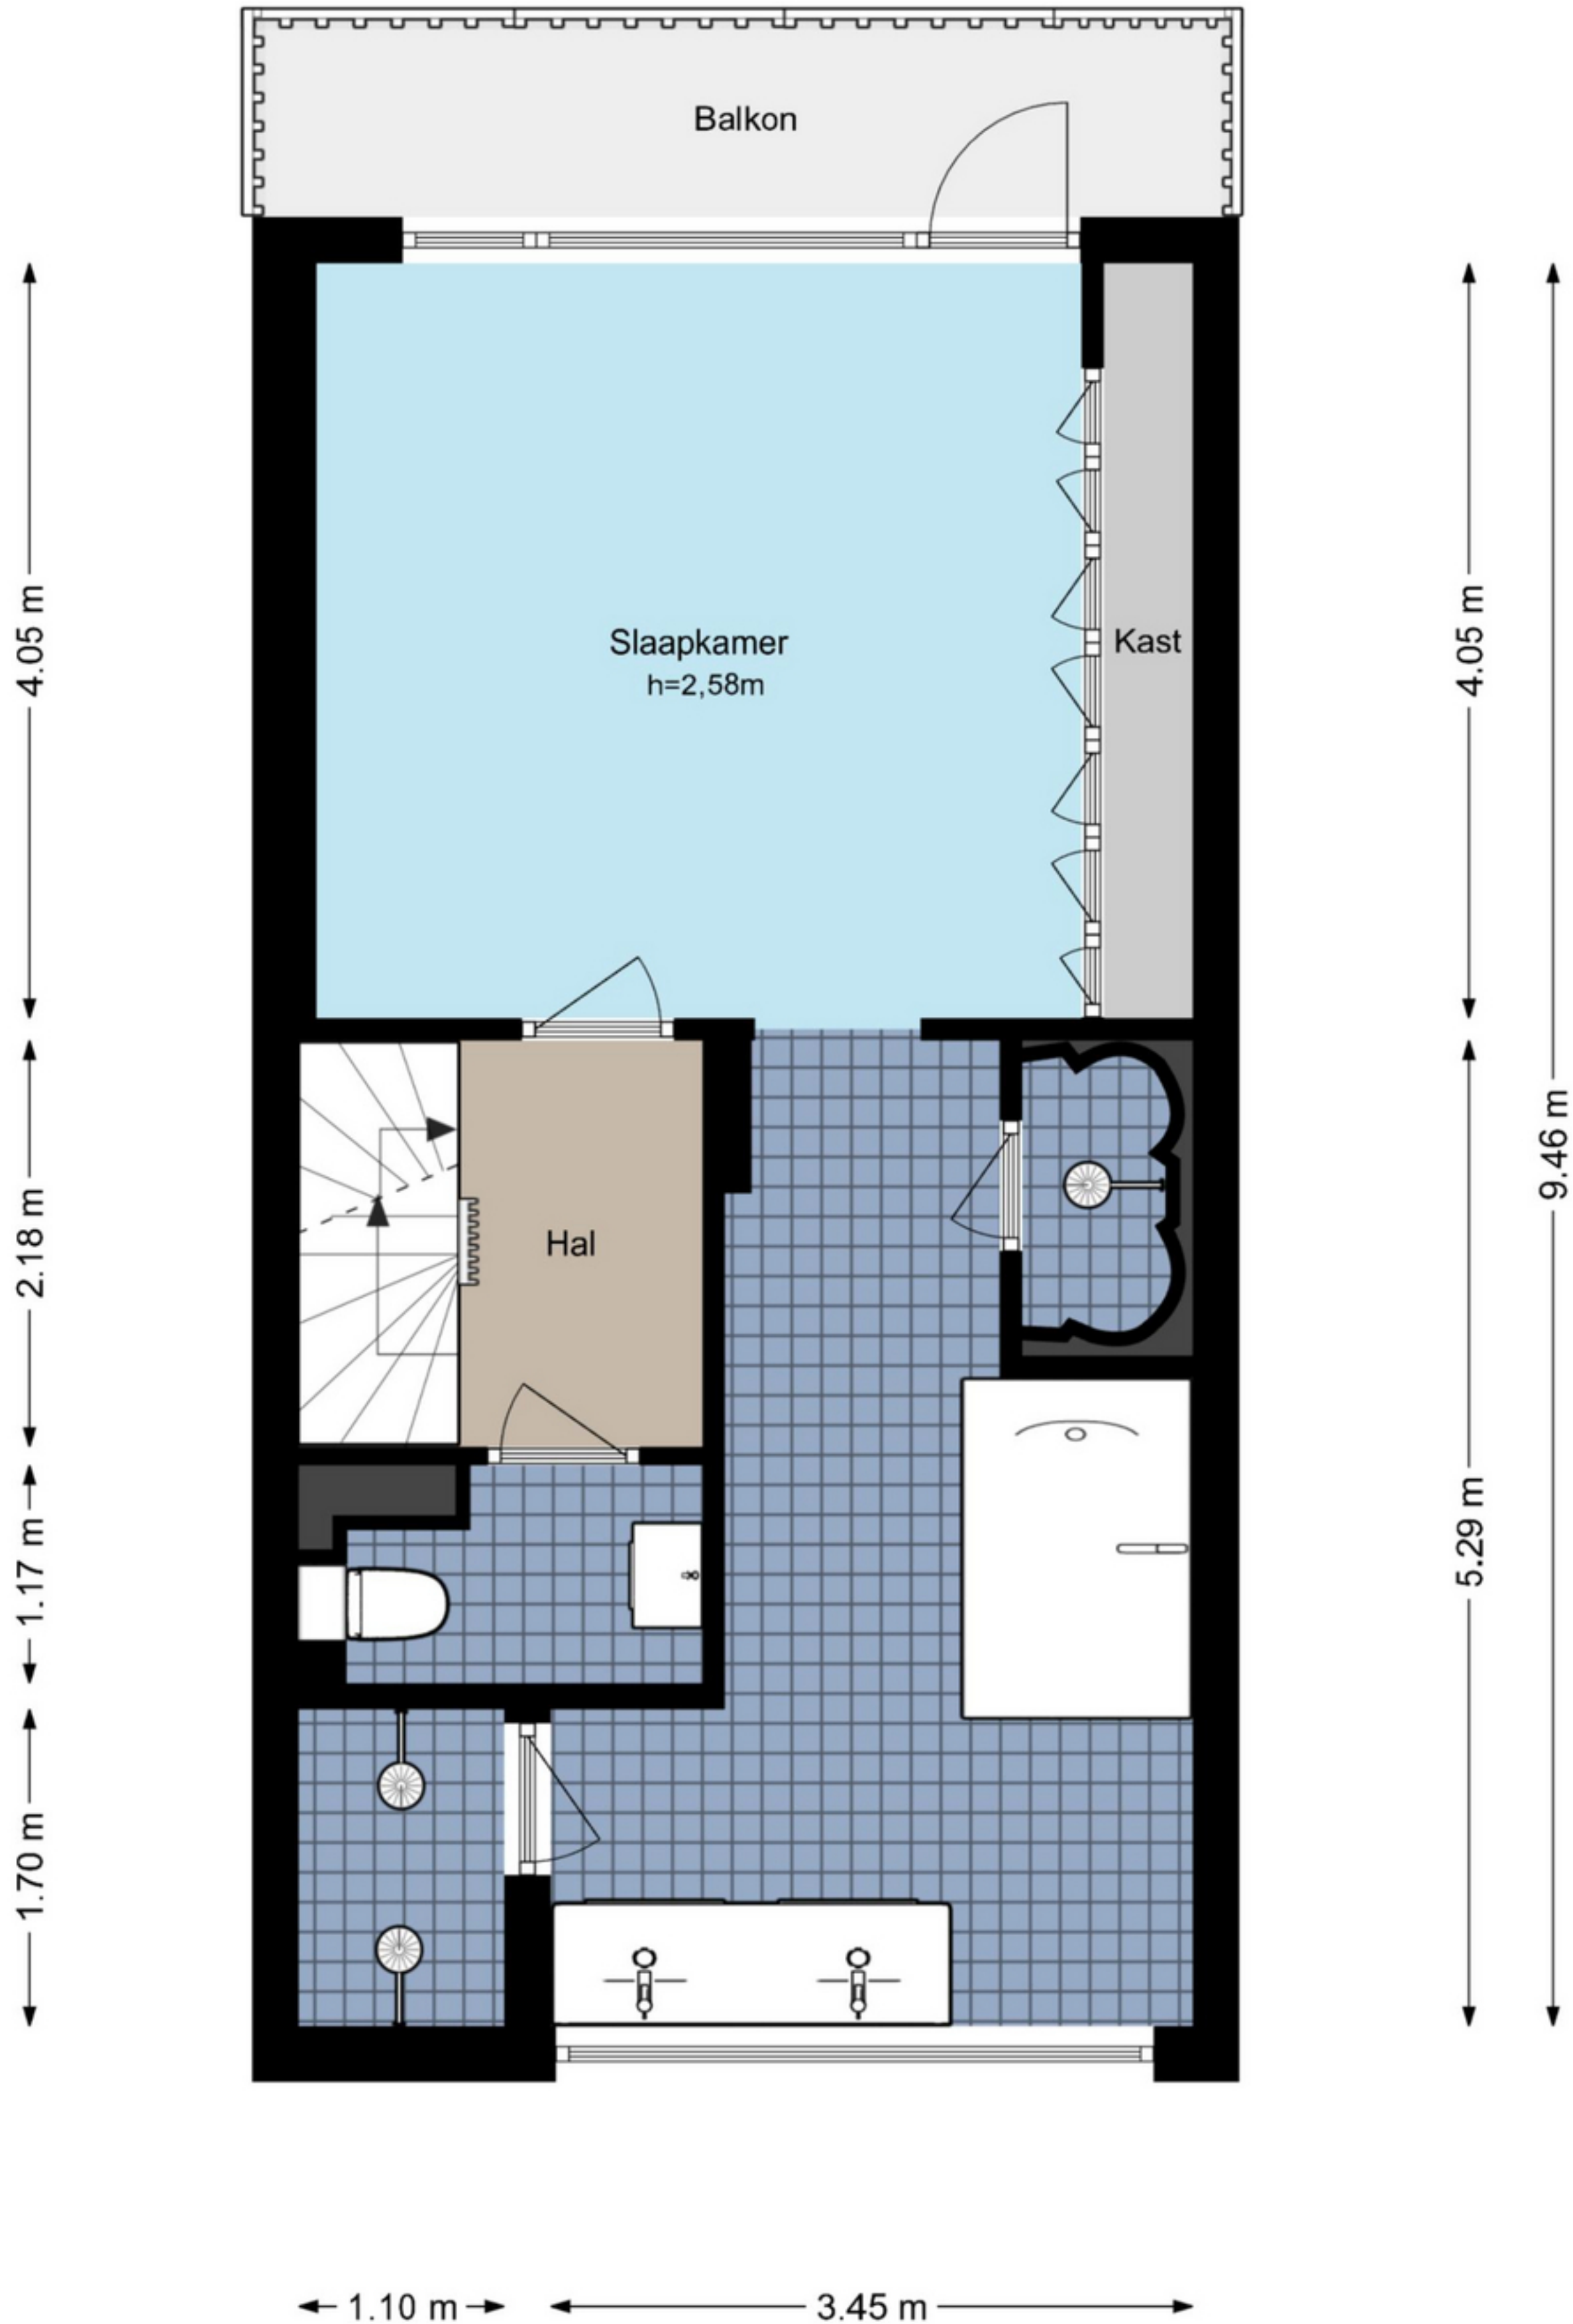 Balkon
Slaapkamer
h=2,58m
Kast
Hal
4.05 m
2.18 m
1.17 m
1.70 m
4.05 m
5.29 m
9.46 m
1.10 m
3.45 m